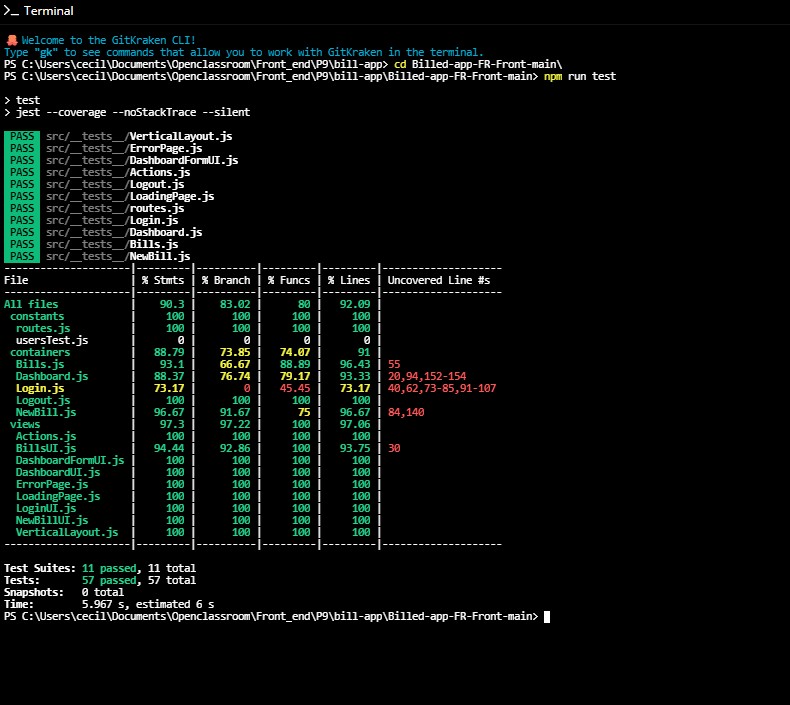 >_ Terminal
Welcome to the GitKraken CLI!
Type "gk" to see commands that allow you to work with GitKraken in the terminal.
PS C:\Users\cecil\Documents\Openclassroom\Front_end\P9\bill-app> cd Billed-app-FR-Front-main\
PS C:\Users\cecil\Documents\Openclassroom\Front_end\P9\bill-app\Billed-app-FR-Front-main> npm run test
> test
> jest --coverage --noStackTrace --silent
PASS src/__tests__/VerticalLayout.js
PASS src/__tests__/ErrorPage.js
PASS src/__tests__/DashboardFormUI.js
PASS src/__tests__/Actions.js
PASS src/__tests__/Logout.js
PASS src/__tests__/LoadingPage.js
PASS src/__tests__/routes.js
PASS src/__tests__/Login.js
PASS src/__tests__/Dashboard.js
PASS src/__tests__/Bills.js
PASS src/__tests__/NewBill.js
---------------------|---------|----------|---------|---------|--------------------
File | % Stmts | % Branch | % Funcs | % Lines | Uncovered Line #s
---------------------|---------|----------|---------|---------|--------------------
All files | 90.3 | 83.02 | 80 | 92.09 |
constants | 100 | 100 | 100 | 100 |
routes.js | 100 | 100 | 100 | 100 |
usersTest.js | 0 | 0 | 0 | 0 |
containers | 88.79 | 73.85 | 74.07 | 91 |
Bills.js | 93.1 | 66.67 | 88.89 | 96.43 | 55
Dashboard.js | 88.37 | 76.74 | 79.17 | 93.33 | 20,94,152-154
Login.js | 73.17 | 0 | 45.45 | 73.17 | 40,62,73-85,91-107
Logout.js | 100 | 100 | 100 | 100 |
NewBill.js | 96.67 | 91.67 | 75 | 96.67 | 84,140
views | 97.3 | 97.22 | 100 | 97.06 |
Actions.js | 100 | 100 | 100 | 100 |
BillsUI.js | 94.44 | 92.86 | 100 | 93.75 | 30
DashboardFormUI.js | 100 | 100 | 100 | 100 |
DashboardUI.js | 100 | 100 | 100 | 100 |
ErrorPage.js | 100 | 100 | 100 | 100 |
LoadingPage.js | 100 | 100 | 100 | 100 |
LoginUI.js | 100 | 100 | 100 | 100 |
NewBillUI.js | 100 | 100 | 100 | 100 |
VerticalLayout.js | 100 | 100 | 100 | 100 |
---------------------|---------|----------|---------|---------|--------------------
Test Suites: 11 passed, 11 total
Tests: 57 passed, 57 total
Snapshots: 0 total
Time: 5.967 s, estimated 6 s
PS C:\Users\cecil\Documents\Openclassroom\Front_end\P9\bill-app\Billed-app-FR-Front-main>